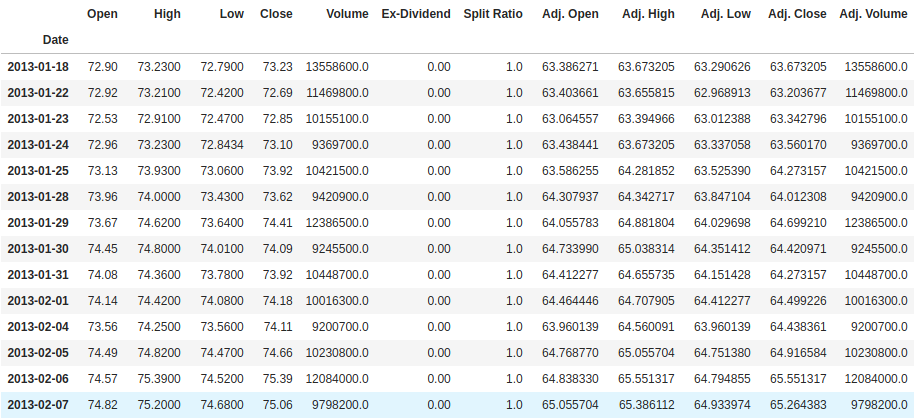 Open High Low Close Volume Ex-Dividend Split Ratio Adj. Open Adj. High Adj. Low Adj. Close Adj. Volume
Date
2013-01-18 72.90 73.2300 72.7900 73.23 13558600.0 0.00 1.0 63.386271 63.673205 63.290626 63.673205 13558600.0
2013-01-22 72.92 73.2100 72.4200 72.69 11469800.0 0.00 1.0 63.403661 63.655815 62.968913 63.203677 11469800.0
2013-01-23 72.53 72.9100 72.4700 72.85 10155100.0 0.00 1.0 63.064557 63.394966 63.012388 63.342796 10155100.0
2013-01-24 72.96 73.2300 72.8434 73.10 9369700.0 0.00 1.0 63.438441 63.673205 63.337058 63.560170 9369700.0
2013-01-25 73.13 73.9300 73.0600 73.92 10421500.0 0.00 1.0 63.586255 64.281852 63.525390 64.273157 10421500.0
2013-01-28 73.96 74.0000 73.4300 73.62 9420900.0 0.00 1.0 64.307937 64.342717 63.847104 64.012308 9420900.0
2013-01-29 73.67 74.6200 73.6400 74.41 12386500.0 0.00 1.0 64.055783 64.881804 64.029698 64.699210 12386500.0
2013-01-30 74.45 74.8000 74.0100 74.09 9245500.0 0.00 1.0 64.733990 65.038314 64.351412 64.420971 9245500.0
2013-01-31 74.08 74.3600 73.7800 73.92 10448700.0 0.00 1.0 64.412277 64.655735 64.151428 64.273157 10448700.0
2013-02-01 74.14 74.4200 74.0800 74.18 10016300.0 0.00 1.0 64.464446 64.707905 64.412277 64.499226 10016300.0
2013-02-04 73.56 74.2500 73.5600 74.11 9200700.0 0.00 1.0 63.960139 64.560091 63.960139 64.438361 9200700.0
2013-02-05 74.49 74.8200 74.4700 74.66 10230800.0 0.00 1.0 64.768770 65.055704 64.751380 64.916584 10230800.0
2013-02-06 74.57 75.3900 74.5200 75.39 12084000.0 0.00 1.0 64.838330 65.551317 64.794855 65.551317 12084000.0
2013-02-07 74.82 75.2000 74.6800 75.06 9798200.0 0.00 1.0 65.055704 65.386112 64.933974 65.264383 9798200.0